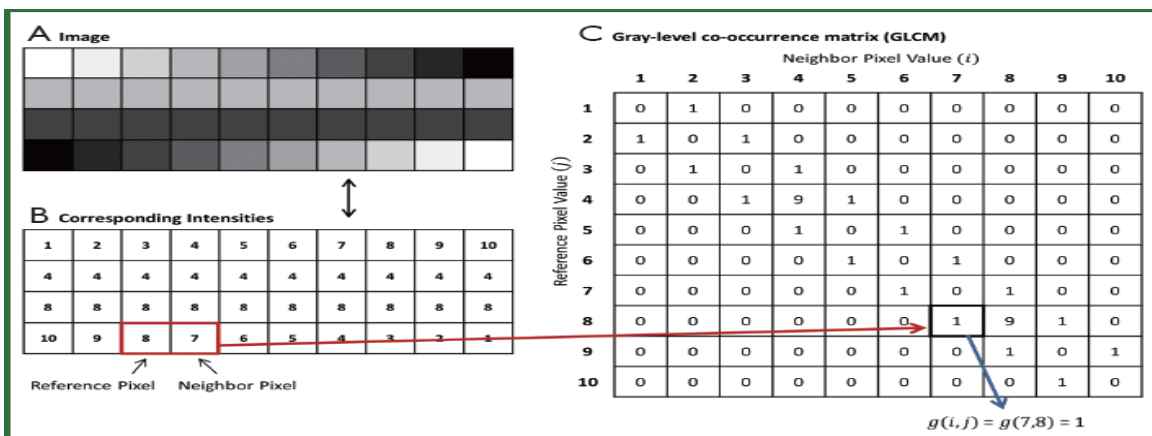 A Image
B Corresponding Intensities
1 2 3 4 5 6 7 8 9 10
4 4 4 4 4 4 4 4 4 4
8 8 8 8 8 8 8 8 8 8
10 9 8 7 6 5 4 3 2 1
Reference Pixel Neighbor Pixel
C Gray-level co-occurrence matrix (GLCM)
Neighbor Pixel Value (i)
1 2 3 4 5 6 7 8 9 10
Reference Pixel Value (j)
1 0 1 0 0 0 0 0 0 0 0
2 1 0 1 0 0 0 0 0 0 0
3 0 1 0 1 0 0 0 0 0 0
4 0 0 1 9 1 0 0 0 0 0
5 0 0 0 1 0 1 0 0 0 0
6 0 0 0 0 1 0 1 0 0 0
7 0 0 0 0 0 1 0 1 0 0
8 0 0 0 0 0 0 1 9 1 0
9 0 0 0 0 0 0 0 1 0 1
10 0 0 0 0 0 0 0 0 1 0
g(i,j) = g(7,8) = 1